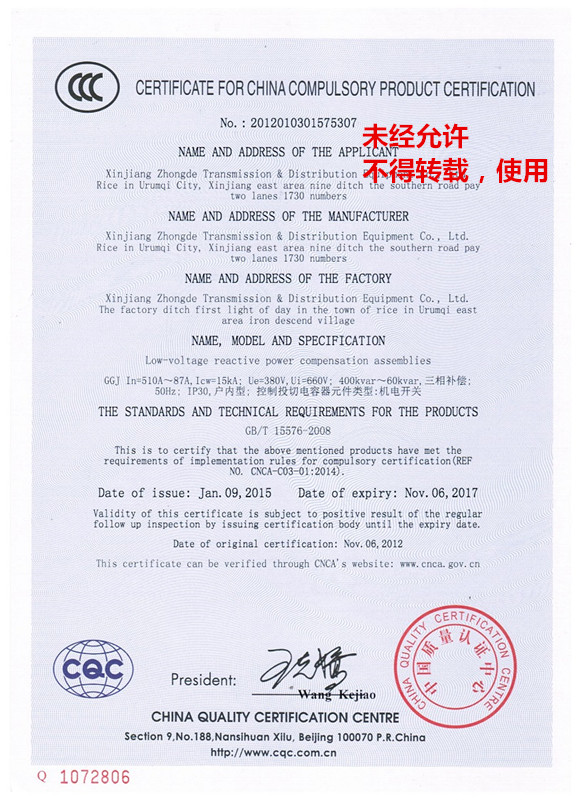 CCC
CERTIFICATE FOR CHINA COMPULSORY PRODUCT CERTIFICATION
No.: 2012010301575307
未经允许
不得转载，使用
NAME AND ADDRESS OF THE APPLICANT
Xinjiang Zhongde Transmission & Distribution
Rice in Urumqi City, Xinjiang east area nine ditch the southern road pay
two lanes 1730 numbers
NAME AND ADDRESS OF THE MANUFACTURER
Xinjiang Zhongde Transmission & Distribution Equipment Co., Ltd.
Rice in Urumqi City, Xinjiang east area nine ditch the southern road pay
two lanes 1730 numbers
NAME AND ADDRESS OF THE FACTORY
Xinjiang Zhongde Transmission & Distribution Equipment Co., Ltd.
The factory ditch first light of day in the town of rice in Urumqi east
area iron descend village
NAME, MODEL AND SPECIFICATION
Low-voltage reactive power compensation assemblies
GGJ In=510A~87A,Icw=15kA; Ue=380V,Ui=660V; 400kvar~60kvar,三相补偿;
50Hz; IP30,户内型; 控制投切电容器元件类型:机电开关
THE STANDARDS AND TECHNICAL REQUIREMENTS FOR THE PRODUCTS
GB/T 15576-2008
This is to certify that the above mentioned products have met the
requirements of implementation rules for compulsory certification(REF
NO. CNCA-C03-01:2014).
Date of issue: Jan.09,2015 Date of expiry: Nov.06,2017
Validity of this certificate is subject to positive result of the regular
follow up inspection by issuing certification body until the expiry date.
Date of original certification: Nov.06,2012
This certificate can be verified through CNCA's website: www.cnca.gov.cn
CQC
President:
Wang Kejiao
CHINA QUALITY CERTIFICATION CENTRE
中国质量认证中心
CHINA QUALITY CERTIFICATION CENTRE
Section 9,No.188,Nansihuan Xilu, Beijing 100070 P.R.China
http://www.cqc.com.cn
Q 1072806